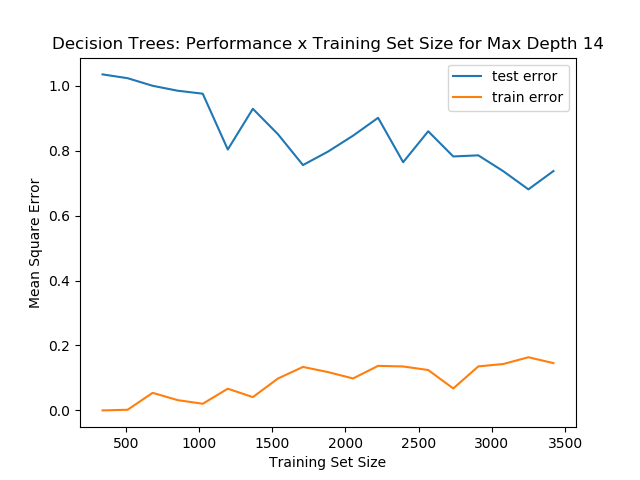 Decision Trees: Performance x Training Set Size for Max Depth 14
test error
train error
Mean Square Error
1.0
0.8
0.6
0.4
0.2
0.0
500 1000 1500 2000 2500 3000 3500
Training Set Size